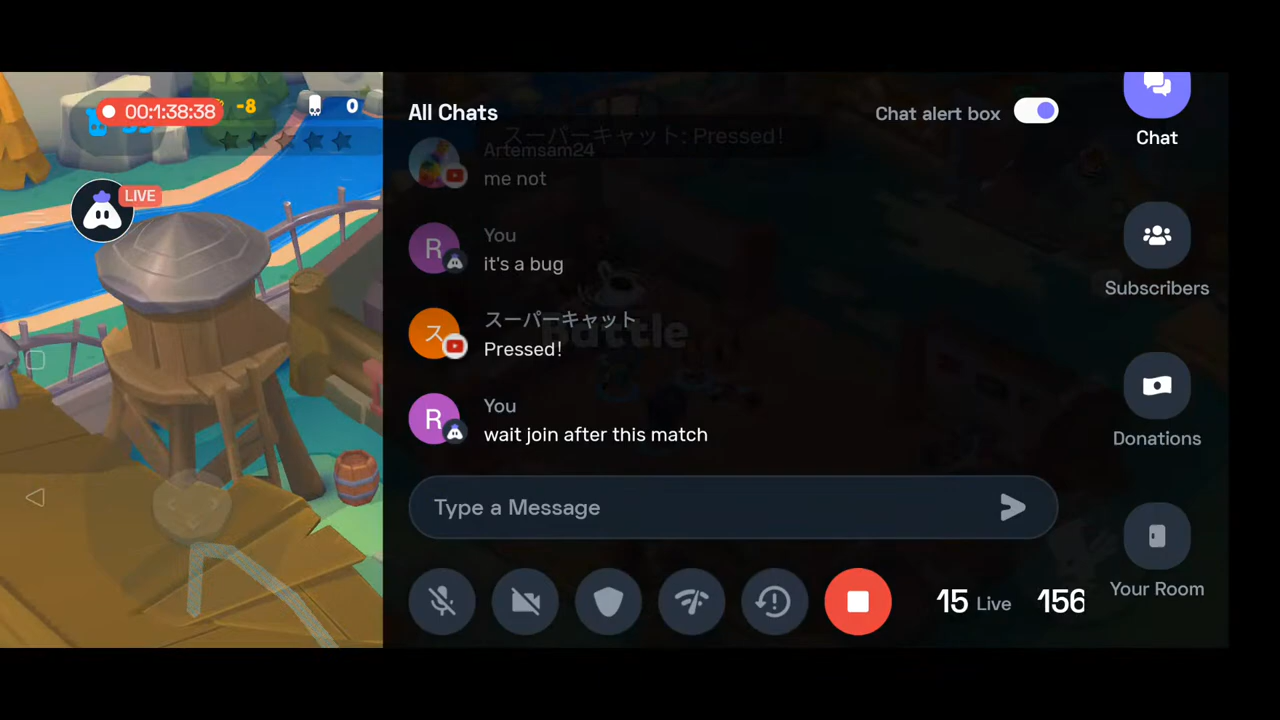 00:1:38:38
-8
0
LIVE
All Chats
Chat alert box
Chat
スーパーキャット: Pressed!
Artemsam24
me not
You
it's a bug
スーパーキャット
Pressed!
Battle
You
wait join after this match
Type a Message
Subscribers
Donations
Your Room
15 Live
156
R
ス
R